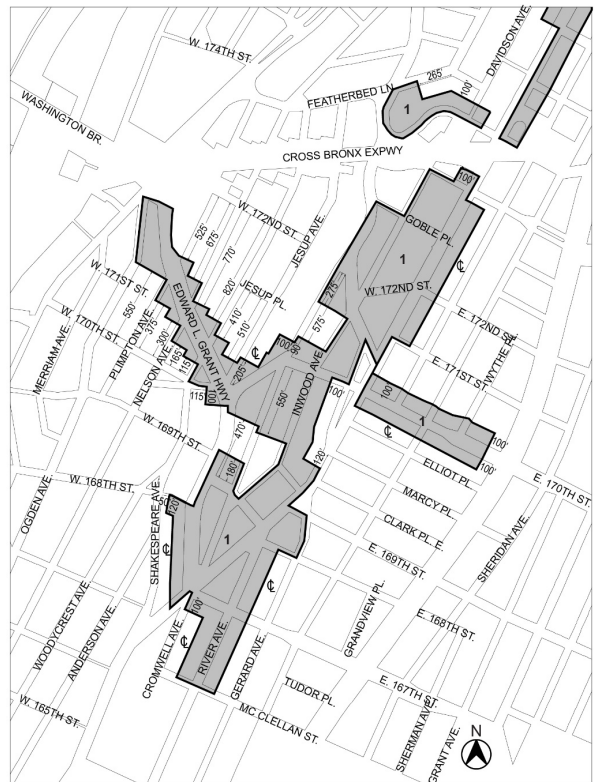 DAVIDSON AVE.
W. 174TH ST.
265'
100'
FEATHERBED LN.
1
WASHINGTON BR.
CROSS BRONX EXPWY
100'
W. 172ND ST.
JESUP AVE.
GOBLE PL.
525'
675'
770'
1
℄
W. 171ST ST.
275'
W. 172ND ST.
820'
JESUP PL.
EDWARD L. GRANT HWY
W. 170TH ST.
550'
375'
300'
165'
115'
410'
510'
575'
E. 172ND ST.
WYTHE PL.
PLIMPTON AVE.
MERRIAM AVE.
NELSON AVE.
℄
100'
90'
E. 171ST ST.
205'
INWOOD AVE.
115'
100'
550'
100'
100'
1
W. 169TH ST.
470'
℄
100'
120'
ELLIOT PL.
100'
W. 168TH ST.
180'
MARCY PL.
E. 170TH ST.
50'
120'
OGDEN AVE.
SHAKESPEARE AVE.
CLARK PL. E.
SHERIDAN AVE.
E. 169TH ST.
1
℄
℄
GRANDVIEW PL.
100'
E. 168TH ST.
WOODYCREST AVE.
ANDERSON AVE.
CROMWELL AVE.
℄
RIVER AVE.
GERARD AVE.
TUDOR PL.
E. 167TH ST.
W. 165TH ST.
MC CLELLAN ST.
SHERMAN AVE.
GRANT AVE.
N